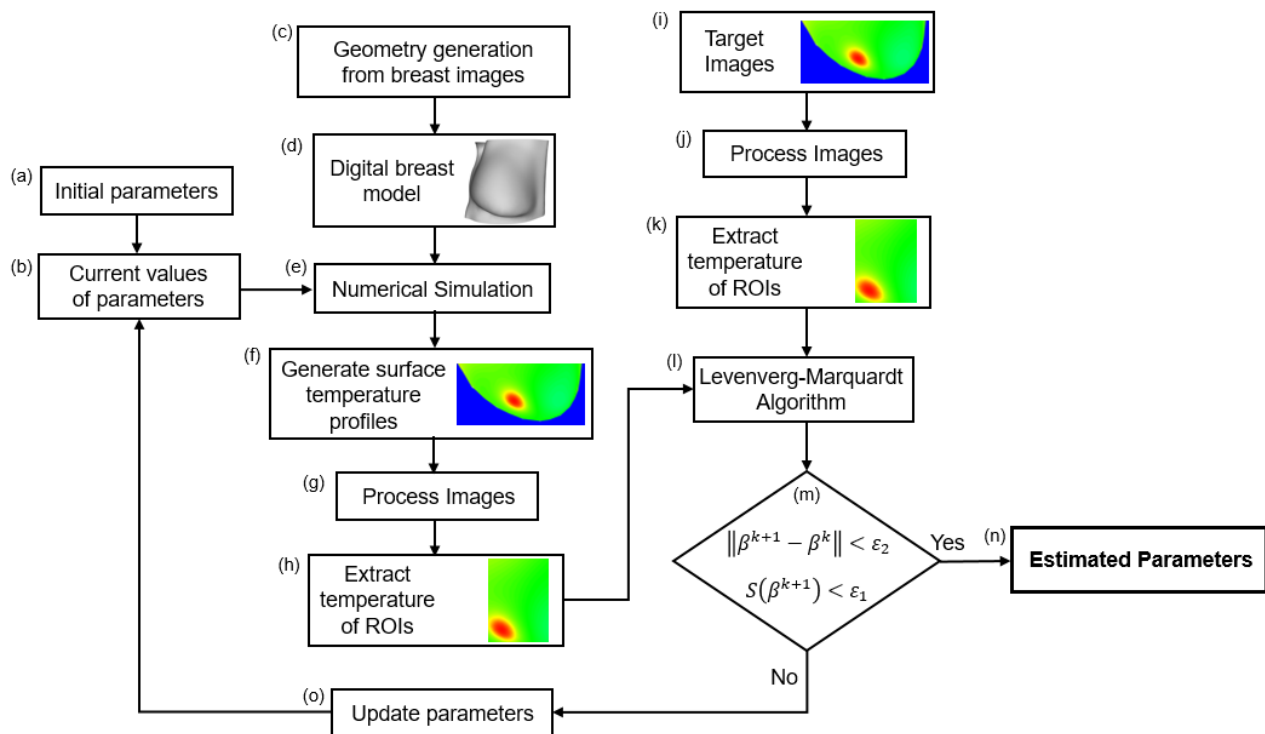 (a)
Initial parameters
(b)
Current values
of parameters
(c)
Geometry generation
from breast images
(d)
Digital breast
model
(e)
Numerical Simulation
(f)
Generate surface
temperature
profiles
(g)
Process Images
(h)
Extract
temperature
of ROIs
(i)
Target
Images
(j)
Process Images
(k)
Extract
temperature
of ROIs
(l)
Levenverg-Marquardt
Algorithm
(m)
‖β^{k+1} − β^k‖ < ε₂
S(β^{k+1}) < ε₁
Yes
(n)
Estimated Parameters
No
(o)
Update parameters